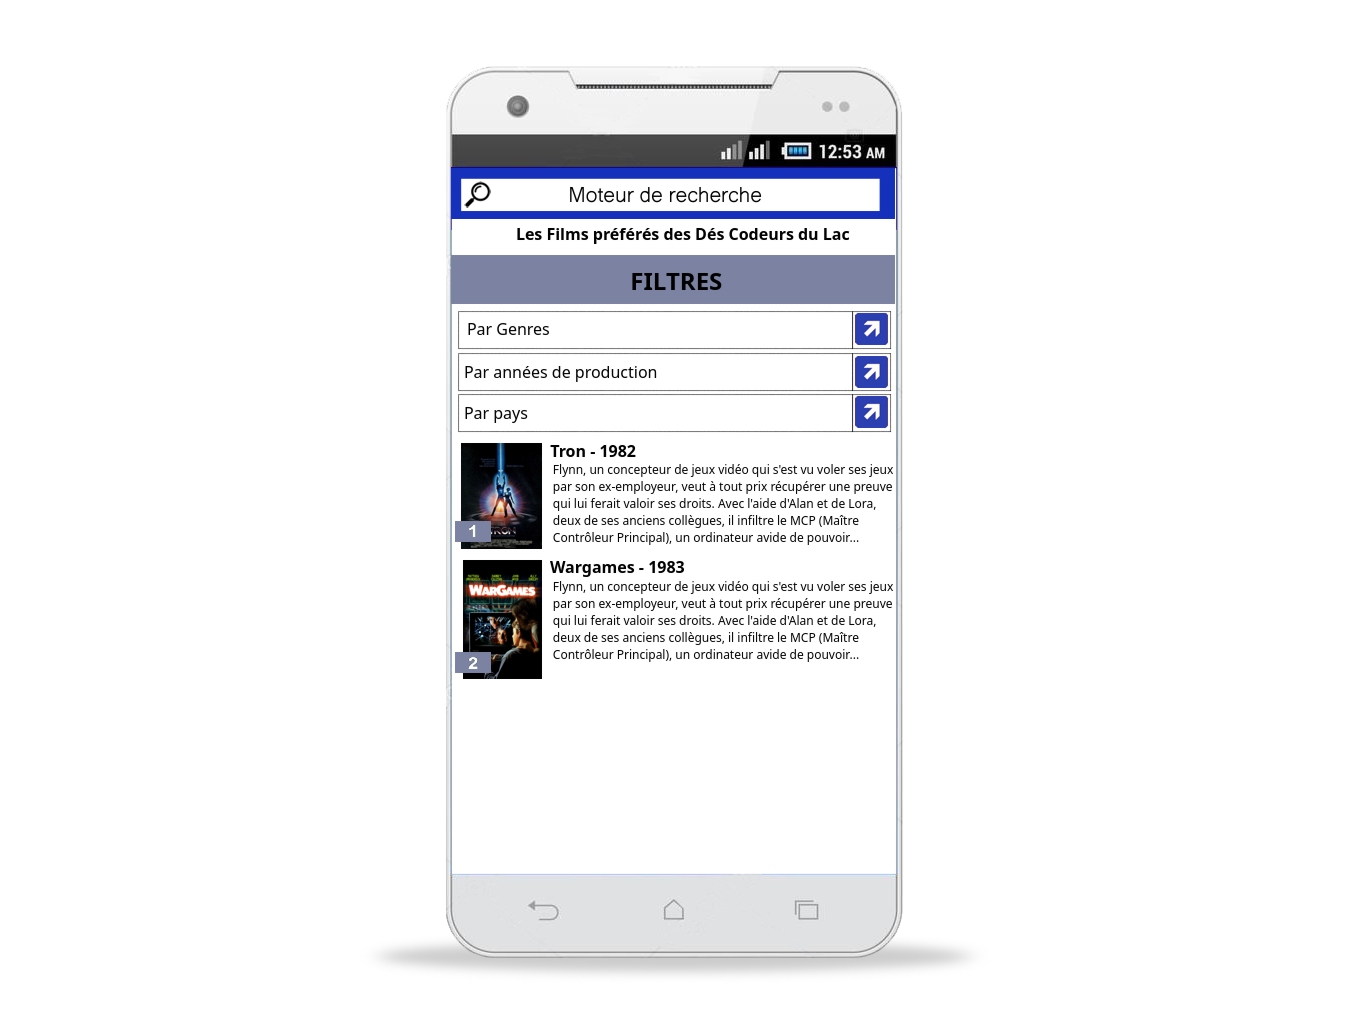 12:53 AM
Moteur de recherche
Les Films préférés des Dés Codeurs du Lac
FILTRES
Par Genres
Par années de production
Par pays
Tron - 1982
Flynn, un concepteur de jeux vidéo qui s'est vu voler ses jeux
par son ex-employeur, veut à tout prix récupérer une preuve
qui lui ferait valoir ses droits. Avec l'aide d'Alan et de Lora,
deux de ses anciens collègues, il infiltre le MCP (Maître
Contrôleur Principal), un ordinateur avide de pouvoir...
TRON
1
Wargames - 1983
Flynn, un concepteur de jeux vidéo qui s'est vu voler ses jeux
par son ex-employeur, veut à tout prix récupérer une preuve
qui lui ferait valoir ses droits. Avec l'aide d'Alan et de Lora,
deux de ses anciens collègues, il infiltre le MCP (Maître
Contrôleur Principal), un ordinateur avide de pouvoir...
WARGAMES
2